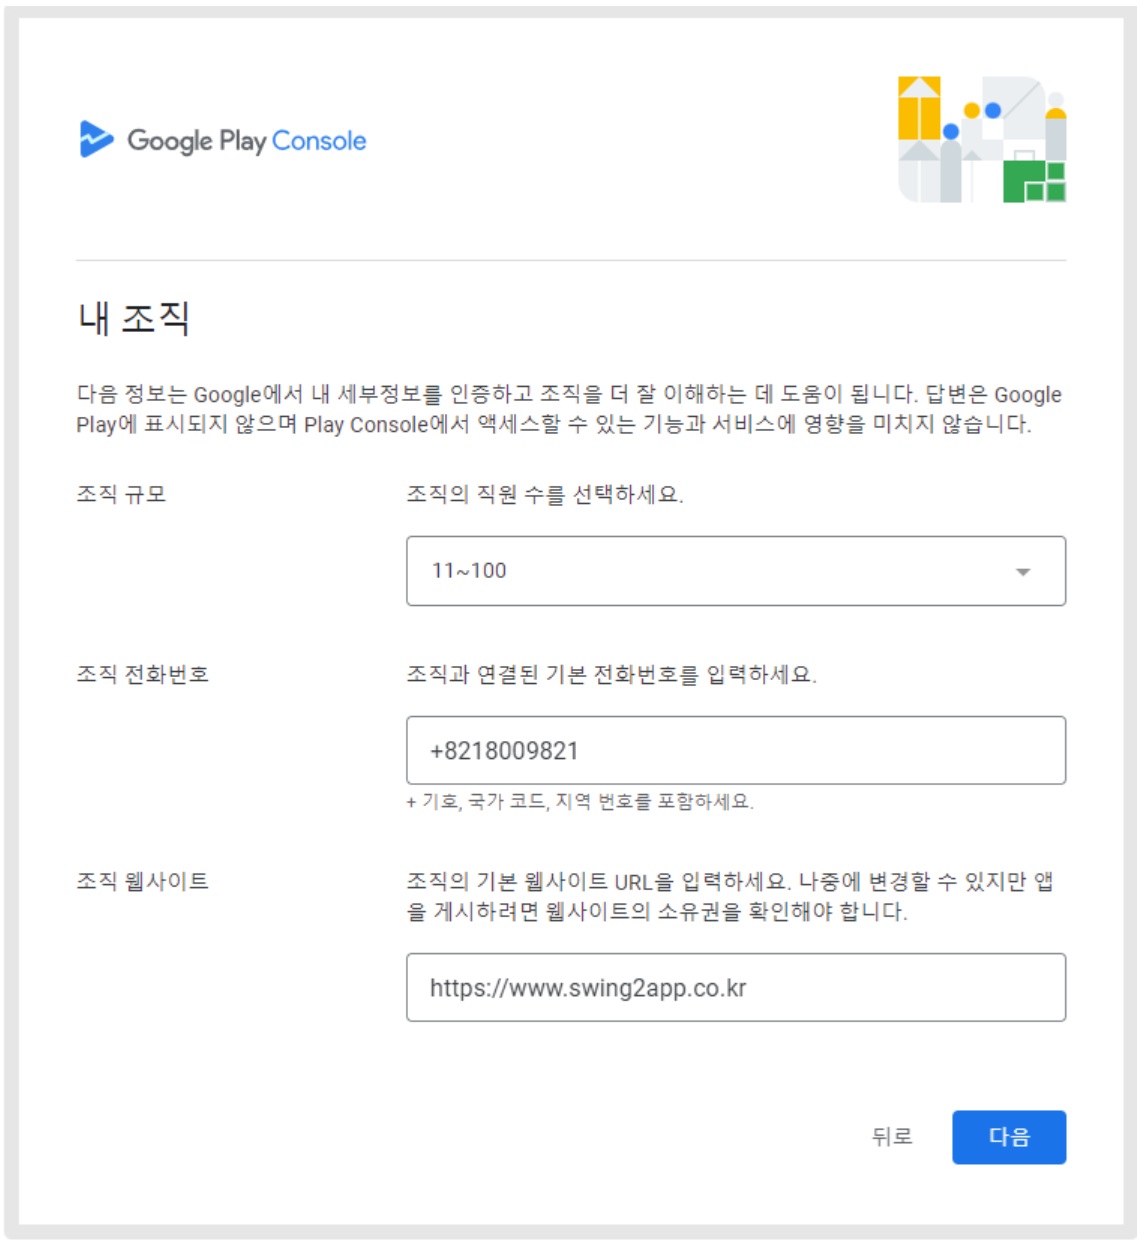 Google Play Console
내 조직
다음 정보는 Google에서 내 세부정보를 인증하고 조직을 더 잘 이해하는 데 도움이 됩니다. 답변은 Google
Play에 표시되지 않으며 Play Console에서 액세스할 수 있는 기능과 서비스에 영향을 미치지 않습니다.
조직 규모
조직의 직원 수를 선택하세요.
11~100
조직 전화번호
조직과 연결된 기본 전화번호를 입력하세요.
+8218009821
+ 기호, 국가 코드, 지역 번호를 포함하세요.
조직 웹사이트
조직의 기본 웹사이트 URL을 입력하세요. 나중에 변경할 수 있지만 앱
을 게시하려면 웹사이트의 소유권을 확인해야 합니다.
https://www.swing2app.co.kr
뒤로
다음